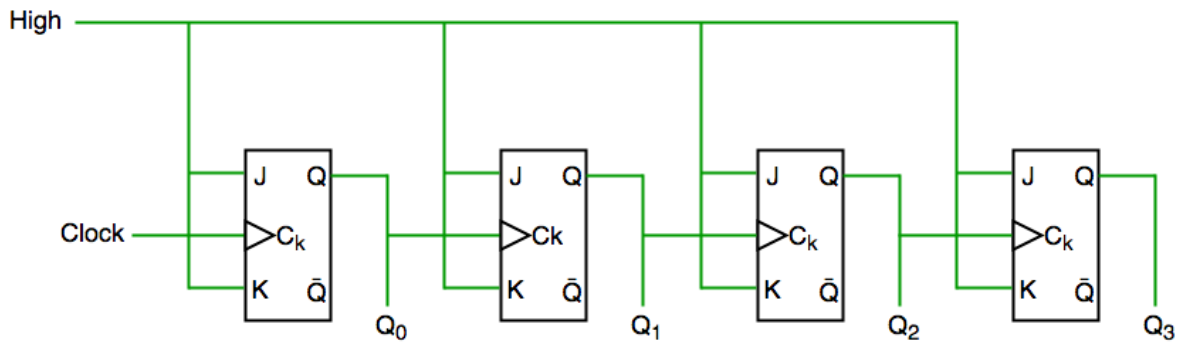 High
J Q J Q J Q J Q
Clock Cₖ Ck Cₖ Cₖ
K Q̄ K Q̄ K Q̄ K Q̄
Q₀ Q₁ Q₂ Q₃